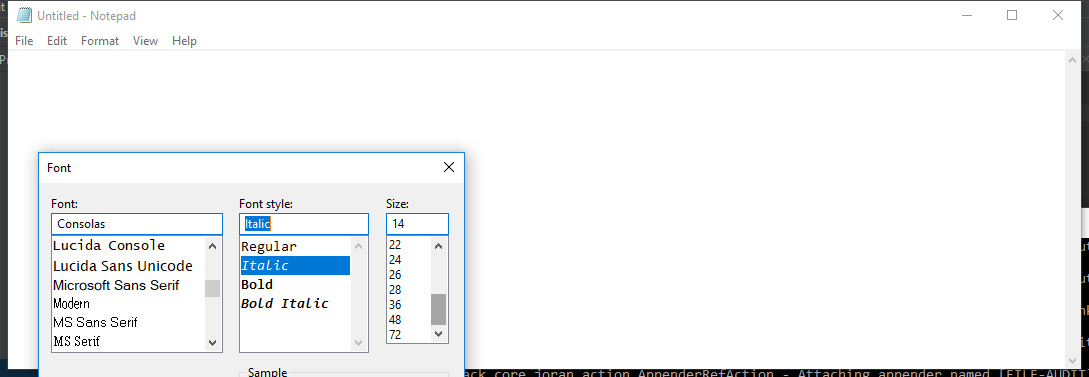 Untitled - Notepad
File Edit Format View Help
Font
Font: Font style: Size:
Consolas Italic 14
Lucida Console Regular 22
Lucida Sans Unicode Italic 24
Microsoft Sans Serif Bold 26
Modern Bold Italic 28
MS Sans Serif 36
MS Serif 48
72
Sample
core joran action AppenderRefAction - Attaching appender named [FILE-AUDIT